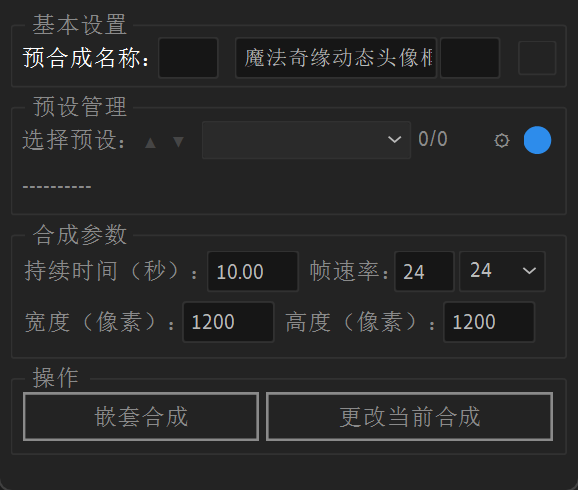 基本设置
预合成名称： 魔法奇缘动态头像
预设管理
选择预设： ▲ ▼ 0/0
----------
合成参数
持续时间（秒）： 10.00 帧速率： 24 24
宽度（像素）： 1200 高度（像素）： 1200
操作
嵌套合成 更改当前合成